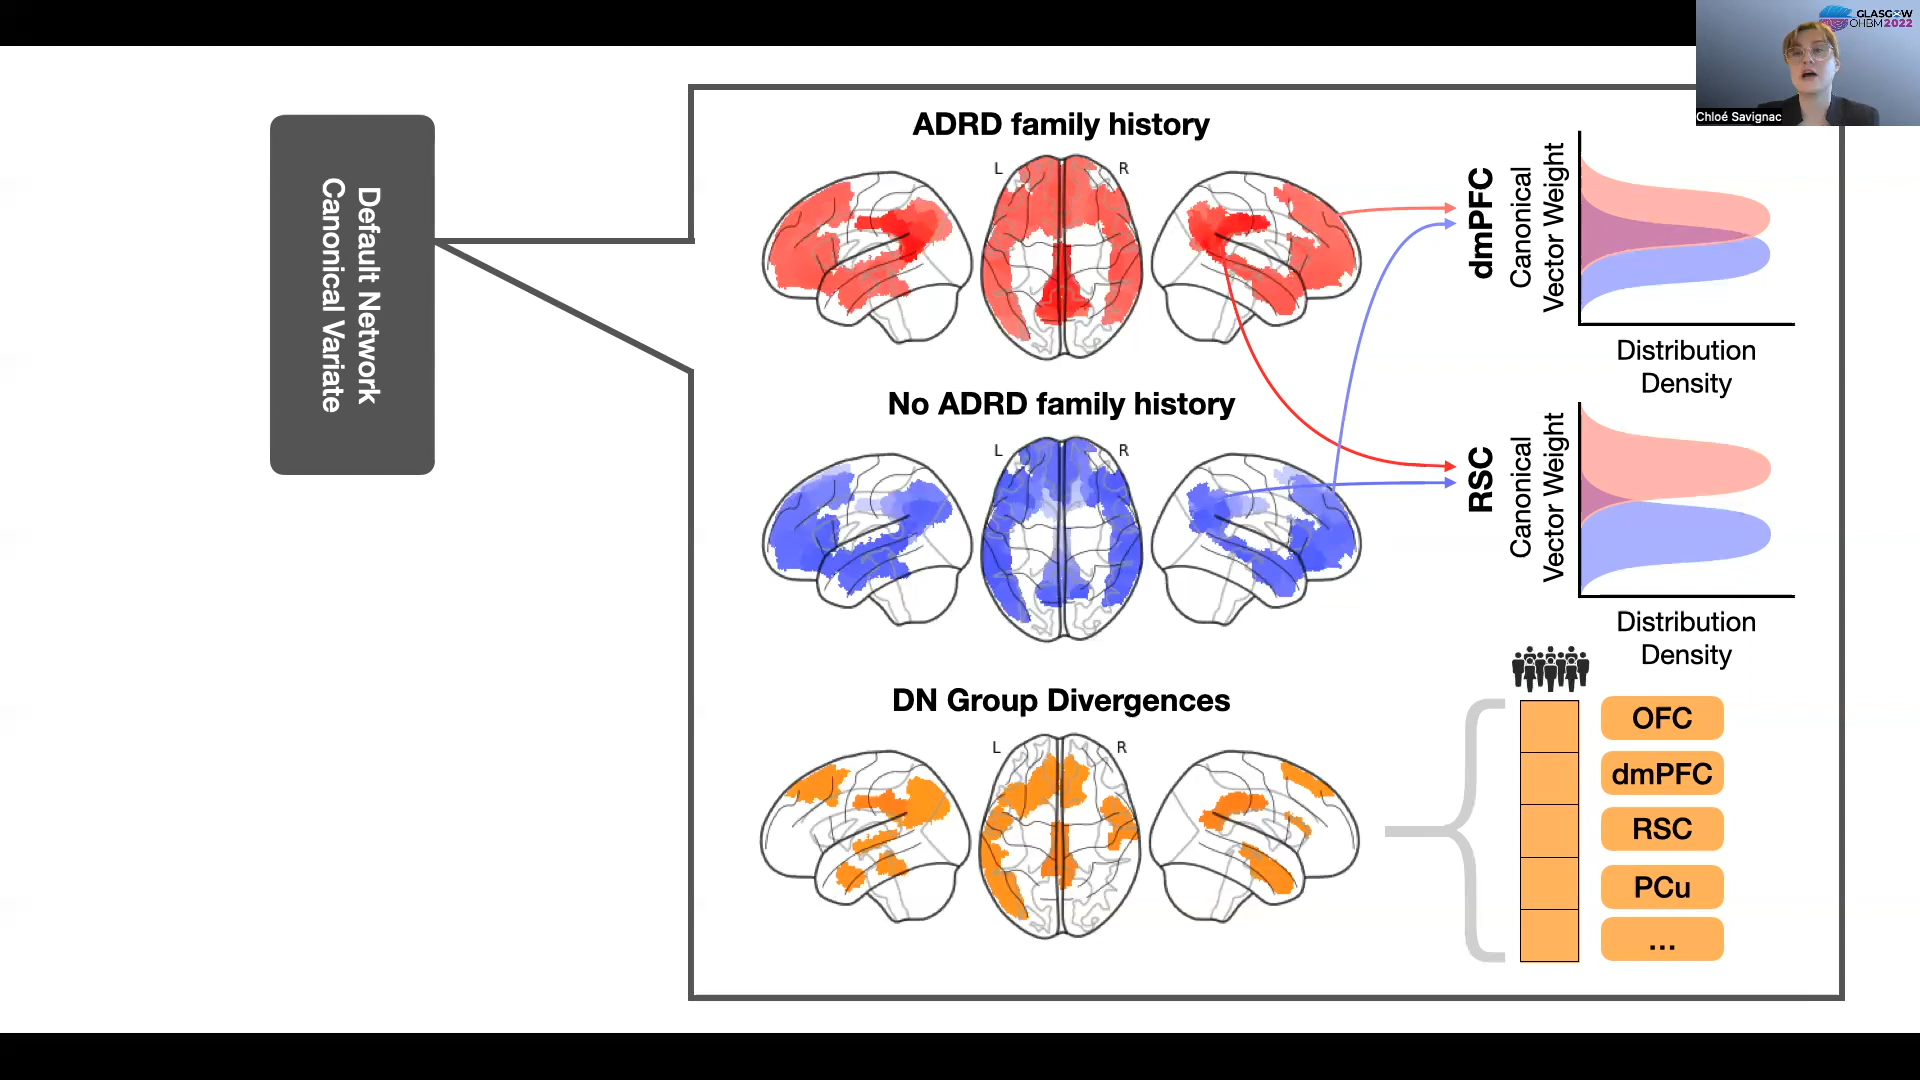 GLASGOW
OHBM2022
Chloé Savignac
Default Network
Canonical Variate
ADRD family history
L
R
dmPFC
Canonical
Vector Weight
Distribution
Density
No ADRD family history
L
R
RSC
Canonical
Vector Weight
Distribution
Density
DN Group Divergences
L
R
OFC
dmPFC
RSC
PCu
...